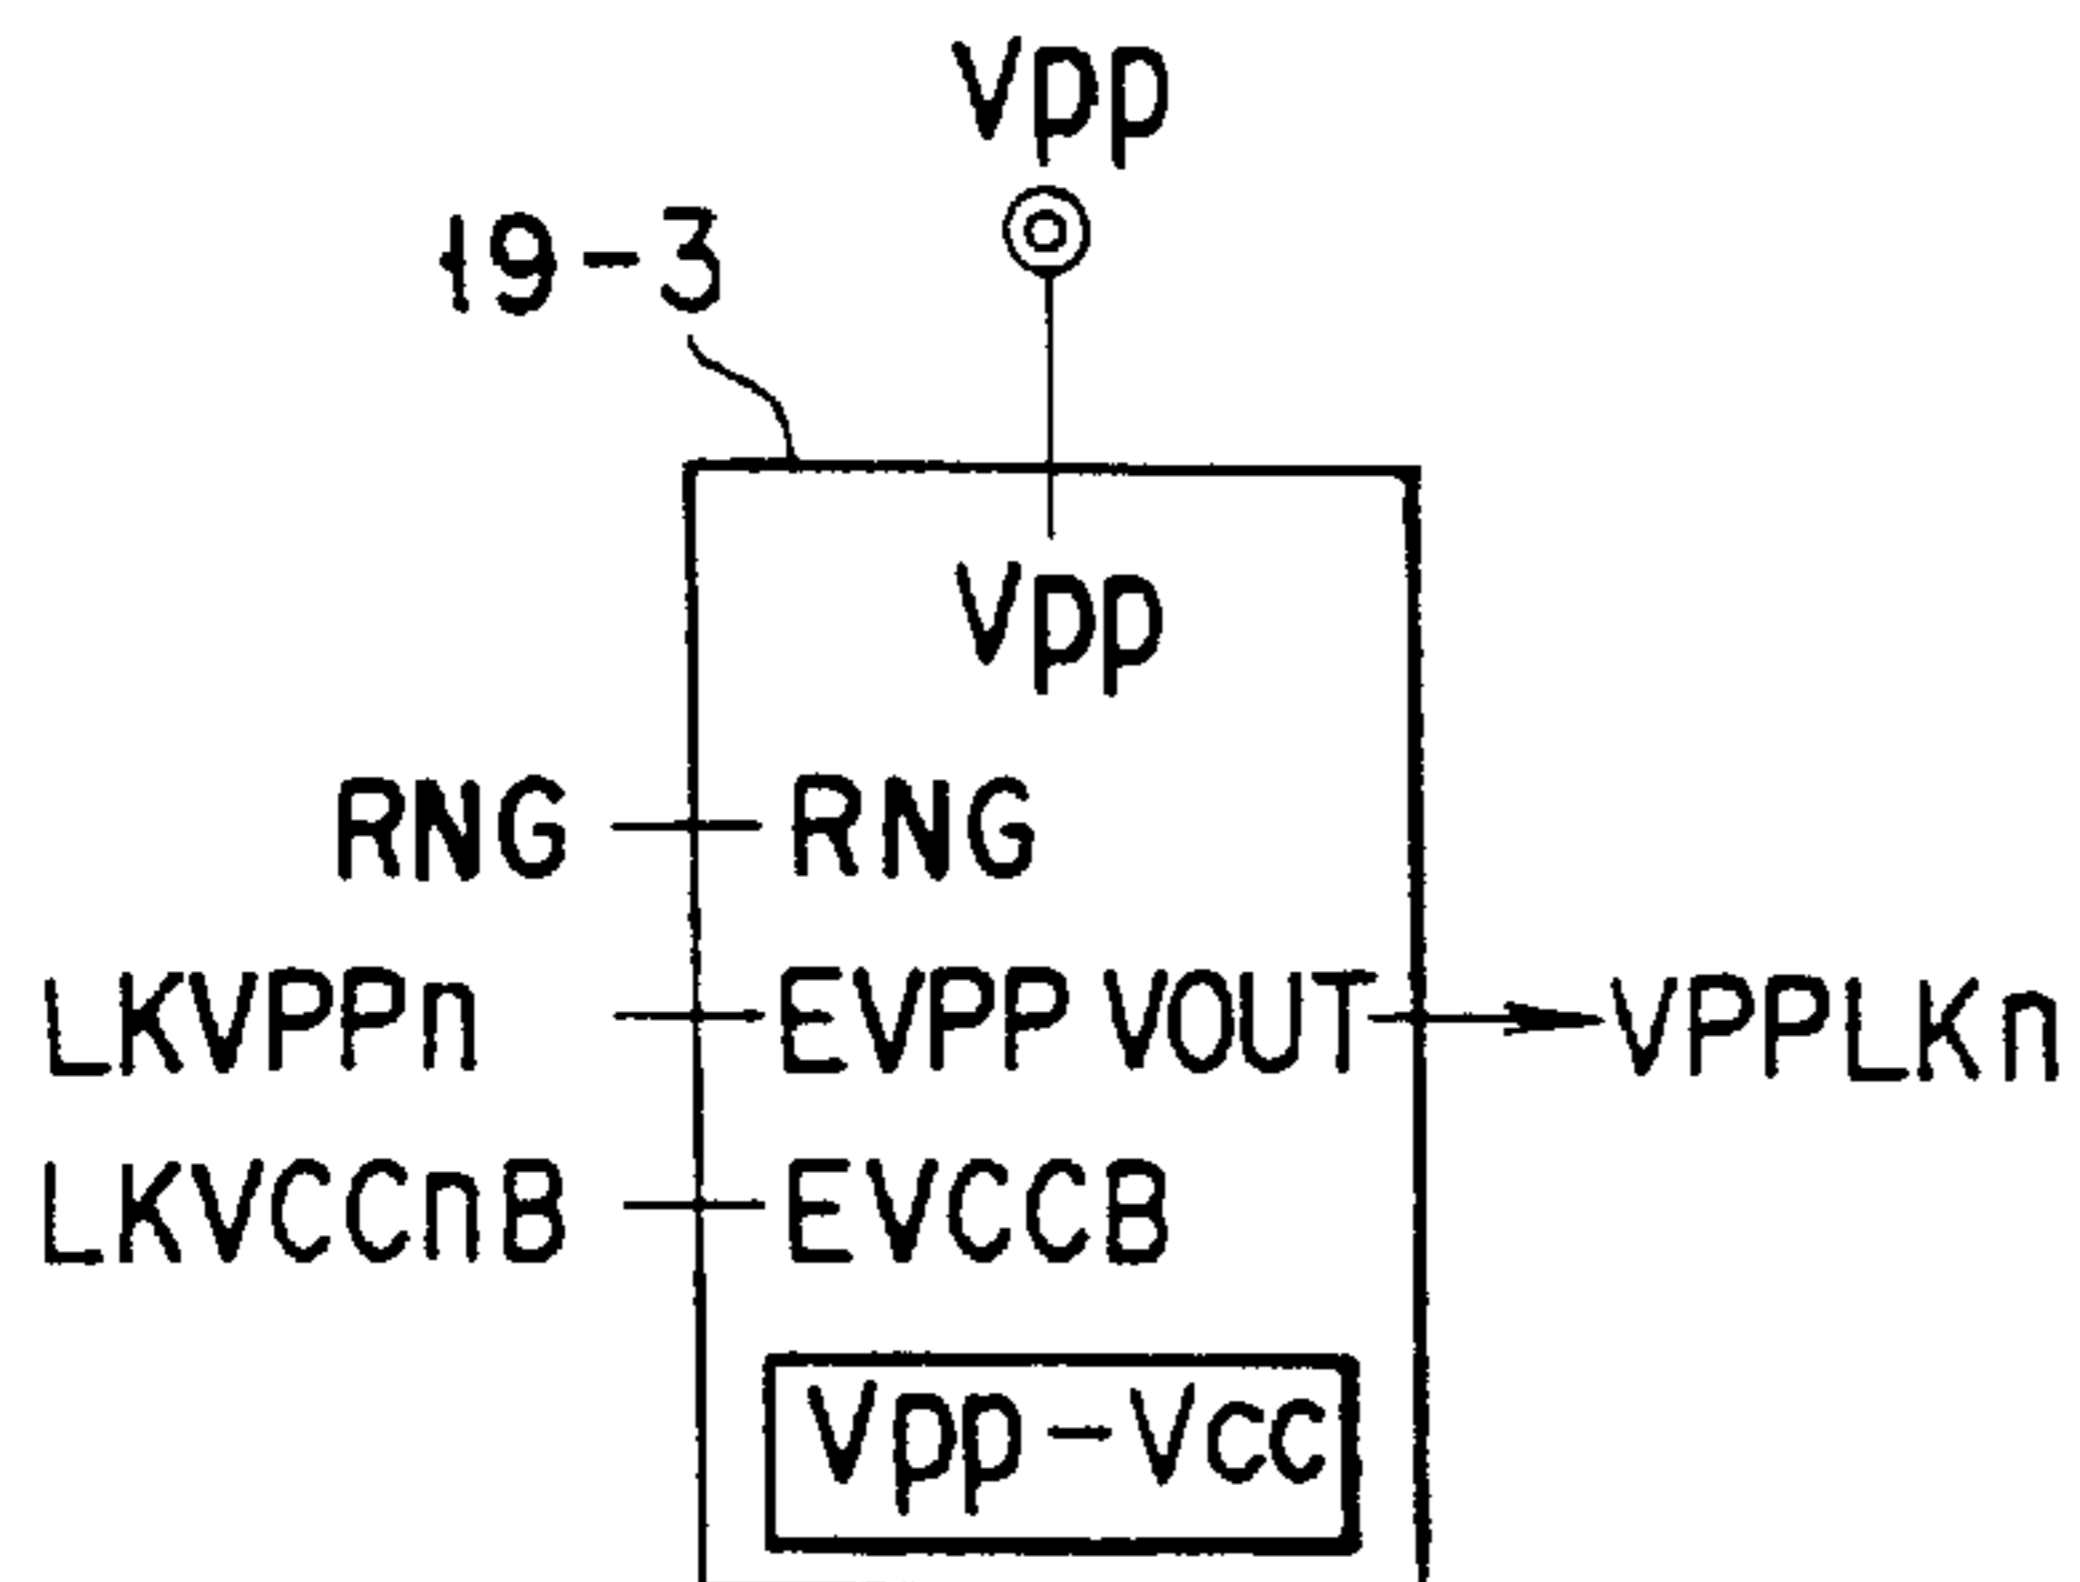 Vpp
19-3
Vpp
RNG RNG
LKVPPn EVPP VOUT VPPLKn
LKVCCnB EVCCB
Vpp-Vcc